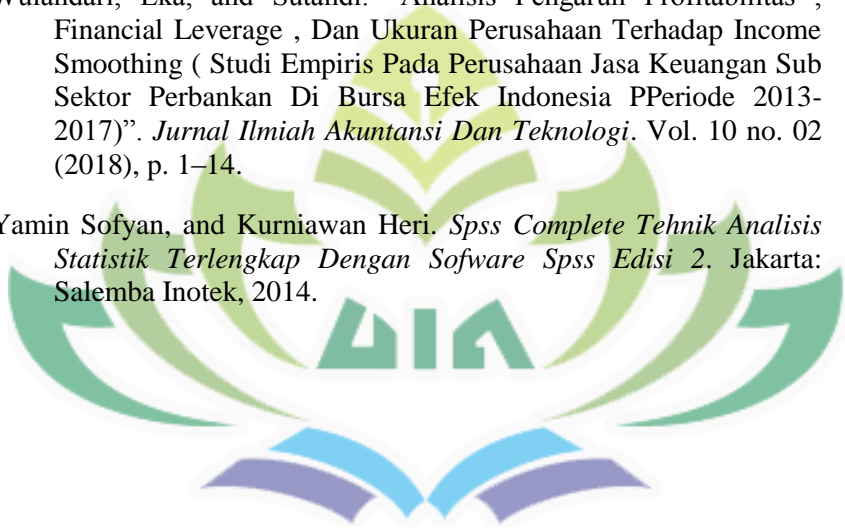 Wulandari, Eka, and Sutandi. “Analisis Pengaruh Profitabilitas ,
Financial Leverage , Dan Ukuran Perusahaan Terhadap Income
Smoothing ( Studi Empiris Pada Perusahaan Jasa Keuangan Sub
Sektor Perbankan Di Bursa Efek Indonesia PPeriode 2013-
2017)”. Jurnal Ilmiah Akuntansi Dan Teknologi. Vol. 10 no. 02
(2018), p. 1–14.
Yamin Sofyan, and Kurniawan Heri. Spss Complete Tehnik Analisis
Statistik Terlengkap Dengan Sofware Spss Edisi 2. Jakarta:
Salemba Inotek, 2014.
UIN